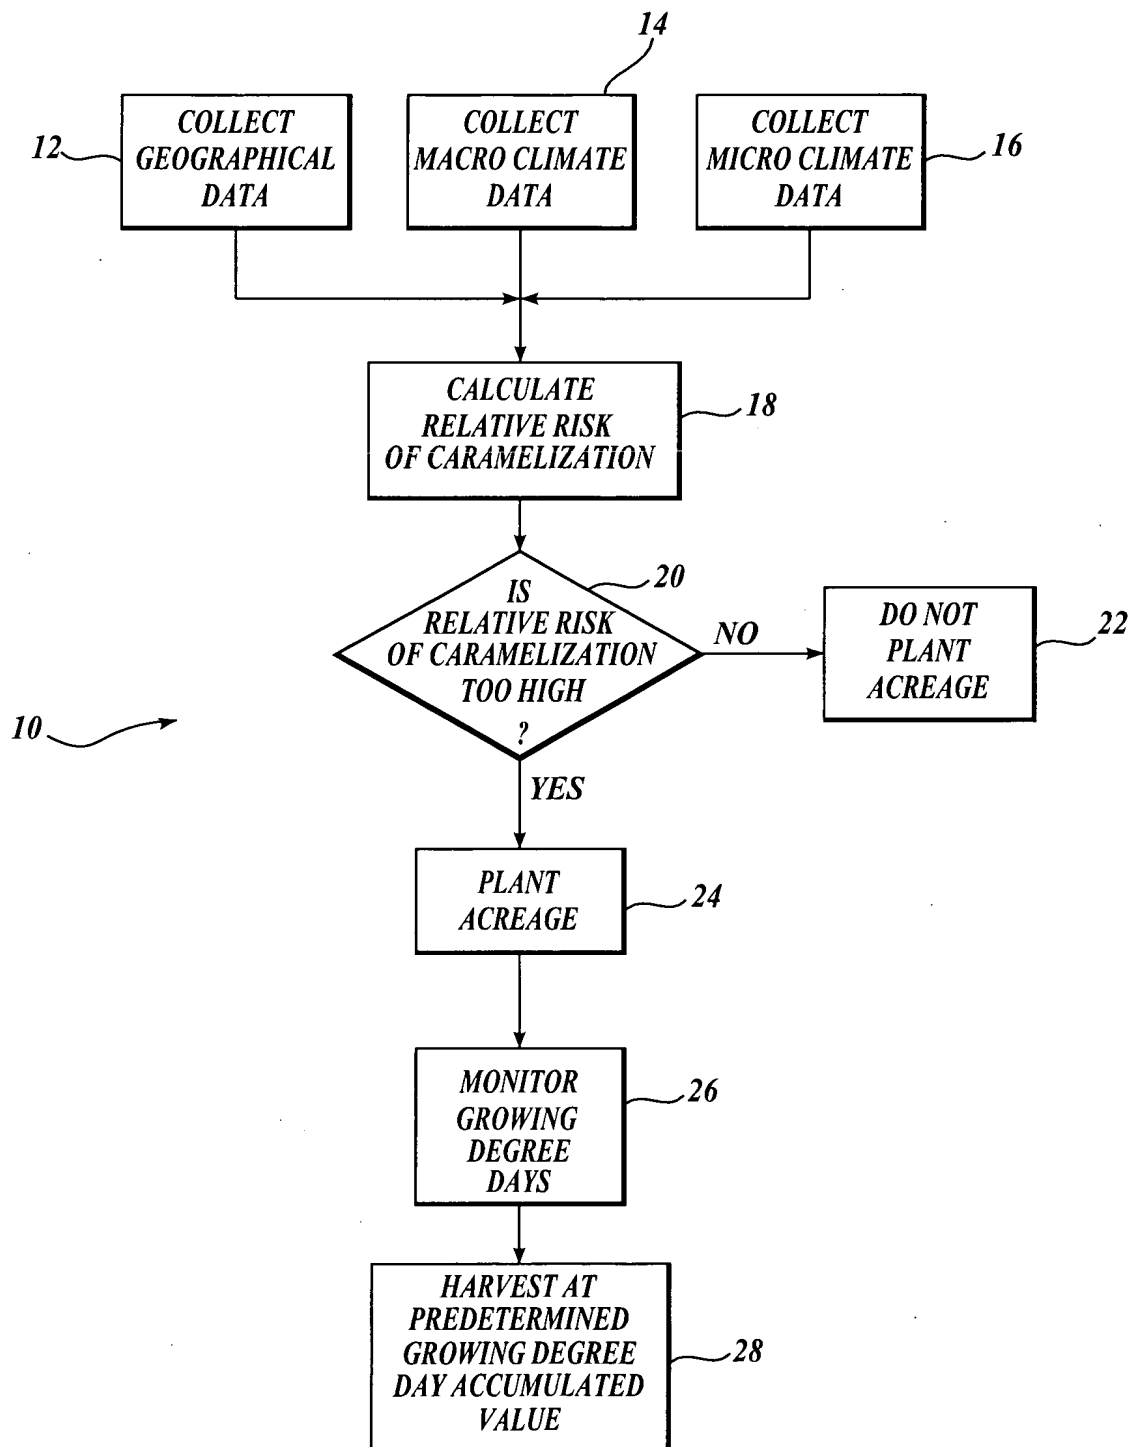 14
COLLECT
GEOGRAPHICAL
DATA
COLLECT
MACRO CLIMATE
DATA
COLLECT
MICRO CLIMATE
DATA
12
16
CALCULATE
RELATIVE RISK
OF CARAMELIZATION
18
20
IS
RELATIVE RISK
OF CARAMELIZATION
TOO HIGH
?
NO
DO NOT
PLANT
ACREAGE
22
10
YES
PLANT
ACREAGE
24
MONITOR
GROWING
DEGREE
DAYS
26
HARVEST AT
PREDETERMINED
GROWING DEGREE
DAY ACCUMULATED
VALUE
28